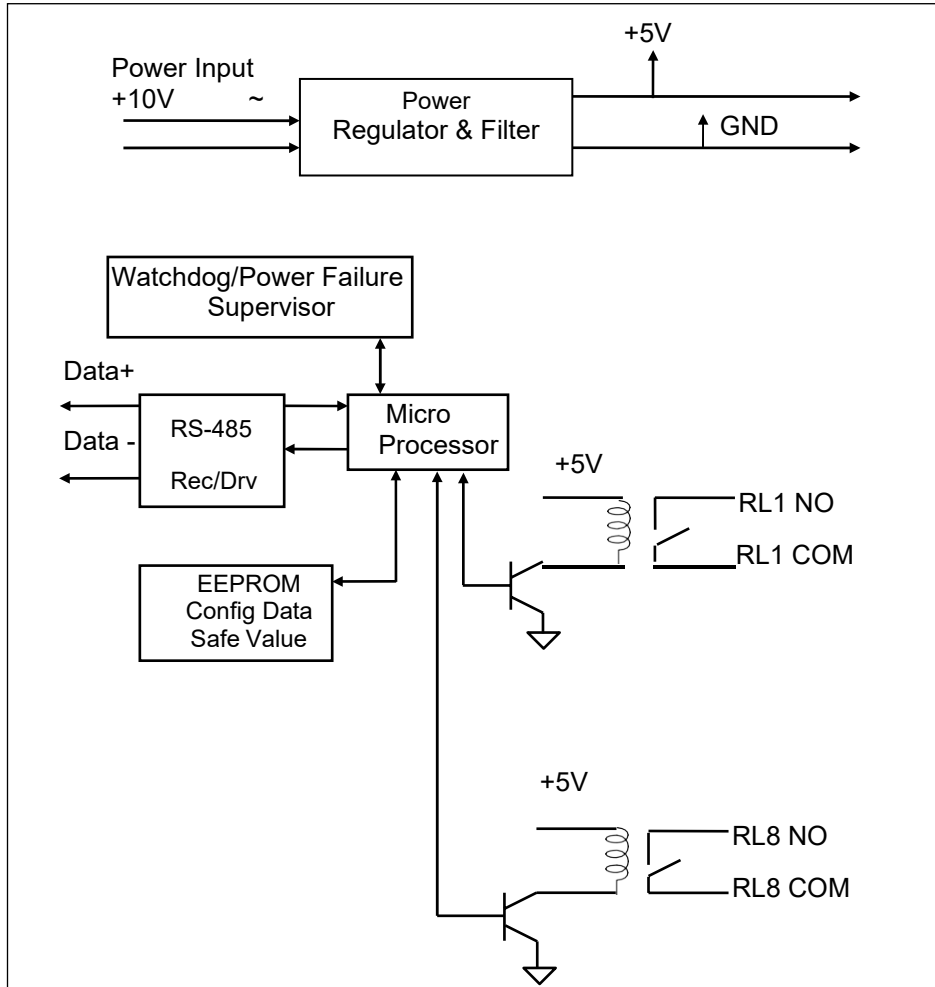 +5V
Power Input
+10V ~
Power
Regulator & Filter
GND
Watchdog/Power Failure
Supervisor
Data+
Data -
RS-485
Rec/Drv
Micro
Processor
+5V
RL1 NO
RL1 COM
EEPROM
Config Data
Safe Value
+5V
RL8 NO
RL8 COM